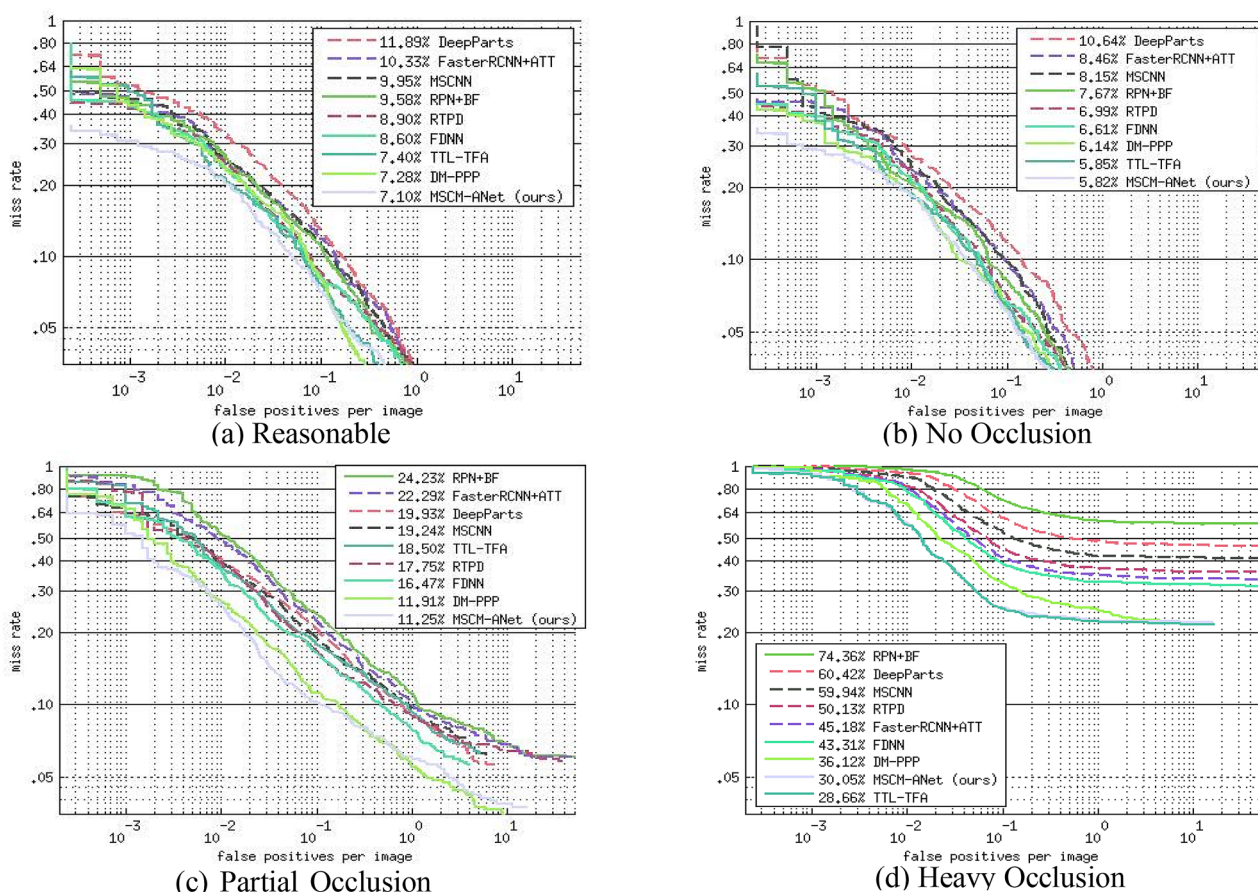 1
.80
.64
.50
.40
.30
.20
.10
.05
miss rate
11.89% DeepParts
10.33% FasterRCNN+ATT
9.95% MSCNN
9.58% RPN+BF
8.90% RTPD
8.60% FDNN
7.40% TTL-TFA
7.28% DM-PPP
7.10% MSCM-ANet (ours)
10^-3 10^-2 10^-1 10^0 10^1
false positives per image
(a) Reasonable
1
.80
.64
.50
.40
.30
.20
.10
.05
miss rate
10.64% DeepParts
8.46% FasterRCNN+ATT
8.15% MSCNN
7.67% RPN+BF
6.99% RTPD
6.61% FDNN
6.14% DM-PPP
5.85% TTL-TFA
5.82% MSCM-ANet (ours)
10^-3 10^-2 10^-1 10^0 10^1
false positives per image
(b) No Occlusion
1
.80
.64
.50
.40
.30
.20
.10
.05
miss rate
24.23% RPN+BF
22.29% FasterRCNN+ATT
19.93% DeepParts
19.24% MSCNN
18.50% TTL-TFA
17.75% RTPD
16.47% FDNN
11.91% DM-PPP
11.25% MSCM-ANet (ours)
10^-3 10^-2 10^-1 10^0 10^1
false positives per image
(c) Partial Occlusion
1
.80
.64
.50
.40
.30
.20
.10
.05
miss rate
74.36% RPN+BF
60.42% DeepParts
59.94% MSCNN
50.13% RTPD
45.18% FasterRCNN+ATT
43.31% FDNN
36.12% DM-PPP
30.05% MSCM-ANet (ours)
28.66% TTL-TFA
10^-3 10^-2 10^-1 10^0 10^1
false positives per image
(d) Heavy Occlusion